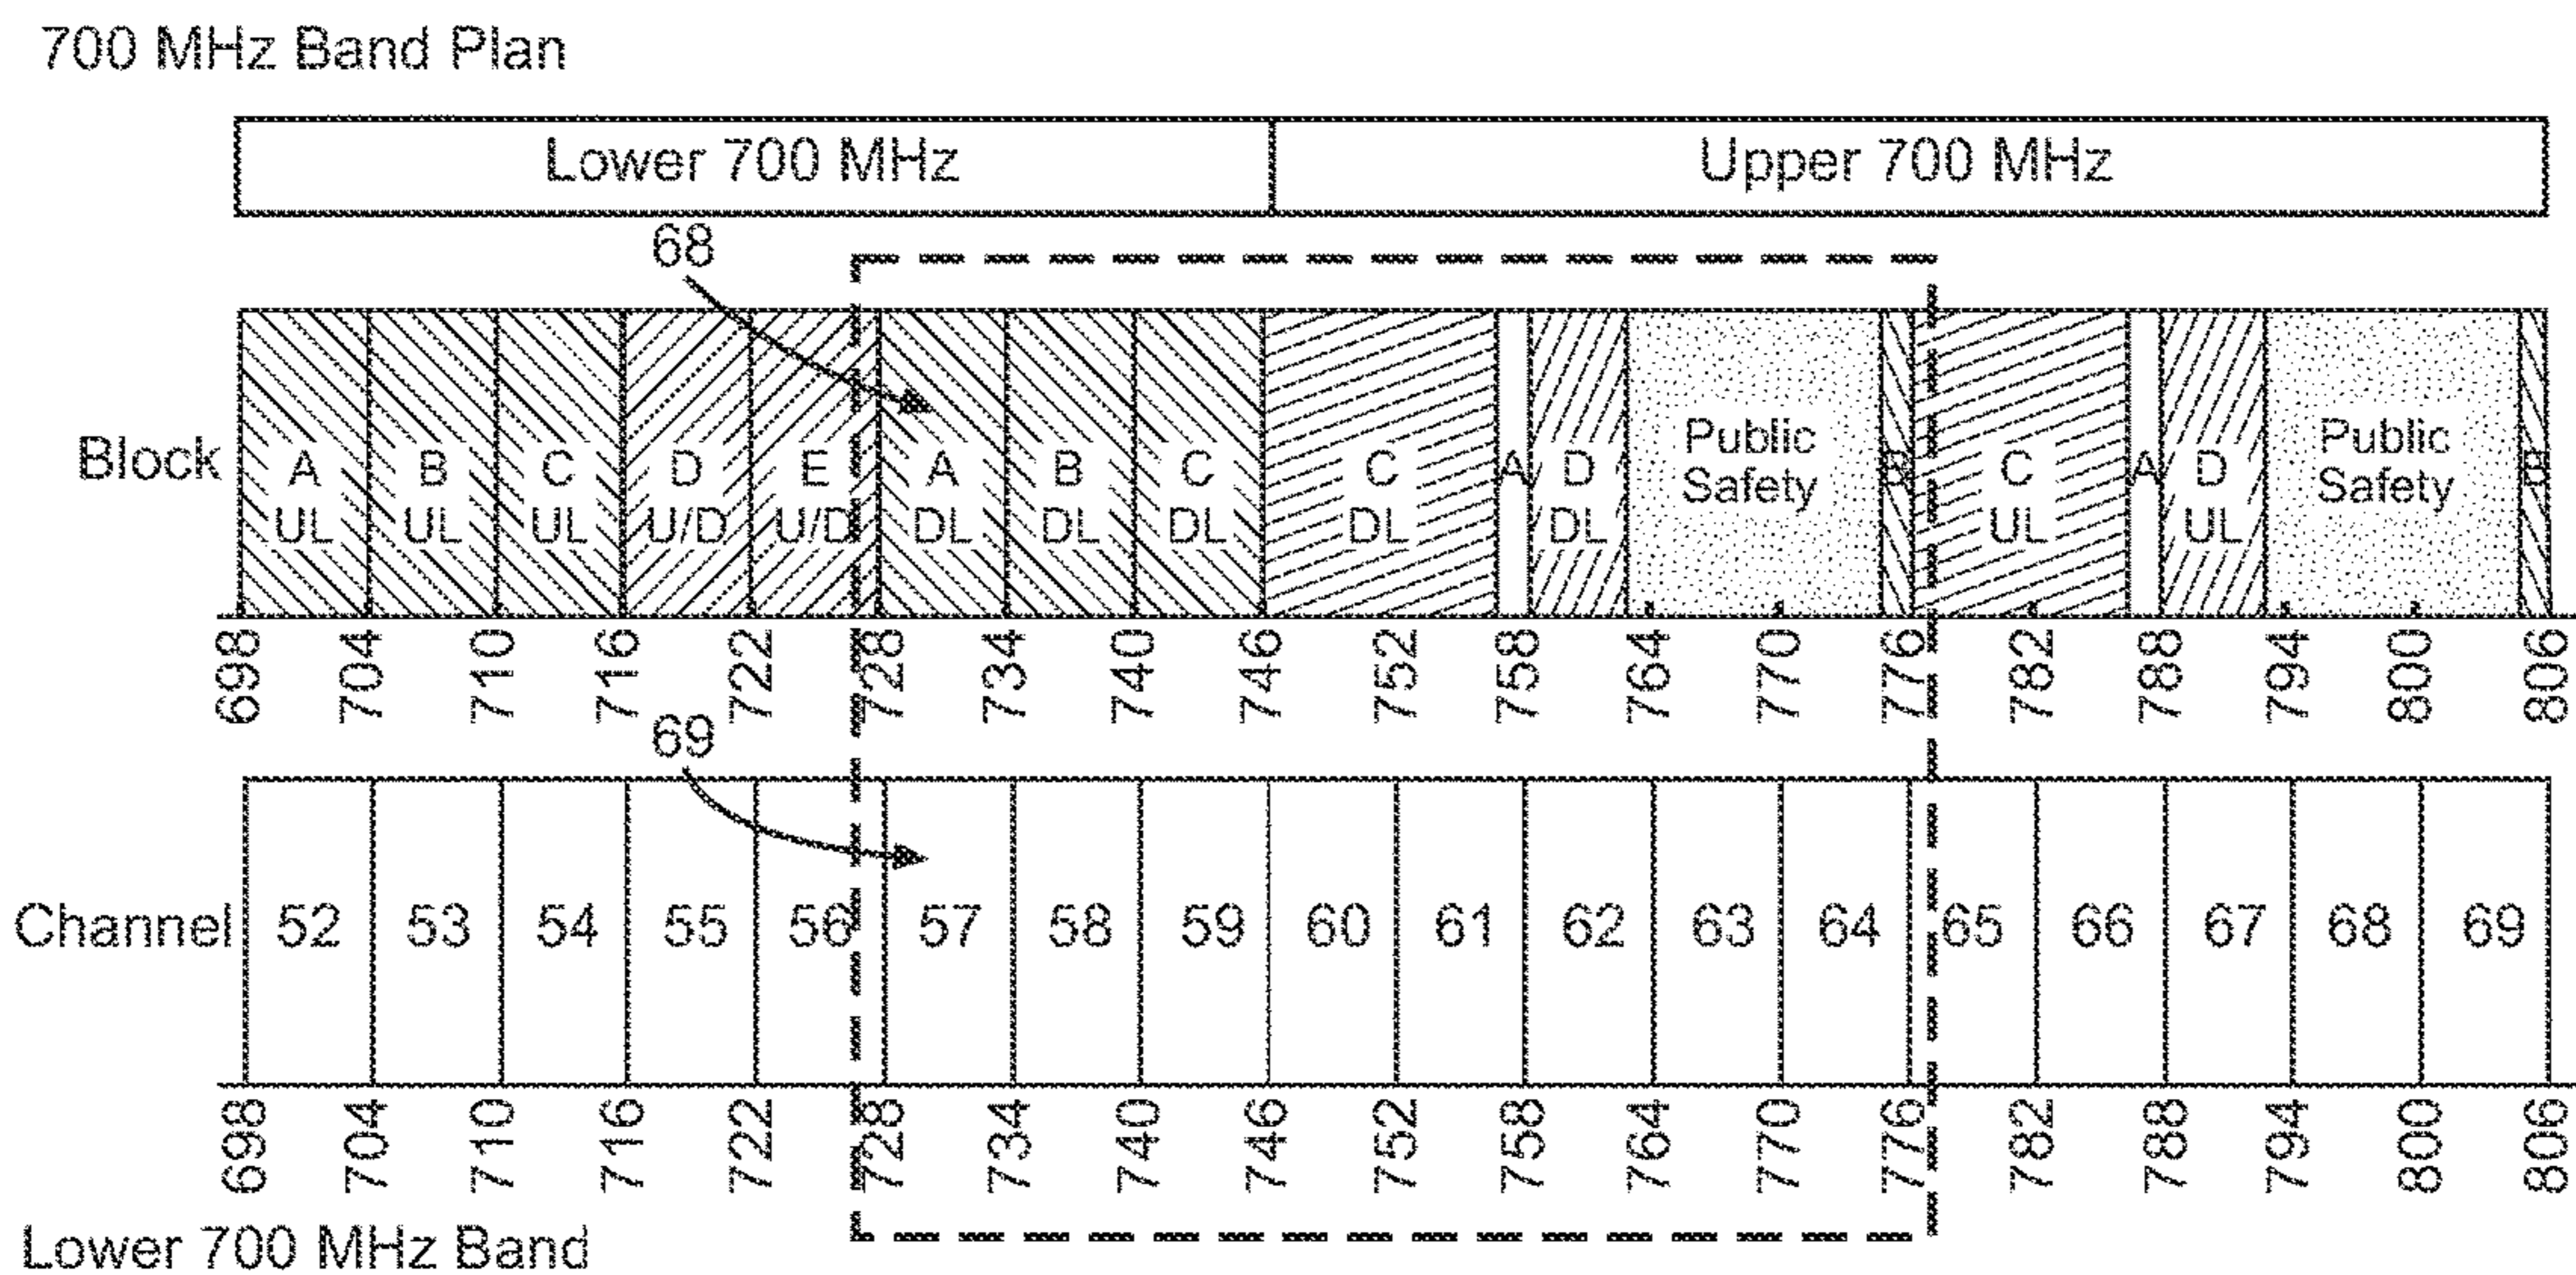 700 MHz Band Plan
Lower 700 MHz Upper 700 MHz
68
Block
A UL
B UL
C UL
D U/D
E U/D
A DL
B DL
C DL
C DL
A
D DL
Public Safety
B
C UL
A
D UL
Public Safety
B
698 704 710 716 722 728 734 740 746 752 758 764 770 776 782 788 794 800 806
69
Channel 52 53 54 55 56 57 58 59 60 61 62 63 64 65 66 67 68 69
698 704 710 716 722 728 734 740 746 752 758 764 770 776 782 788 794 800 806
Lower 700 MHz Band